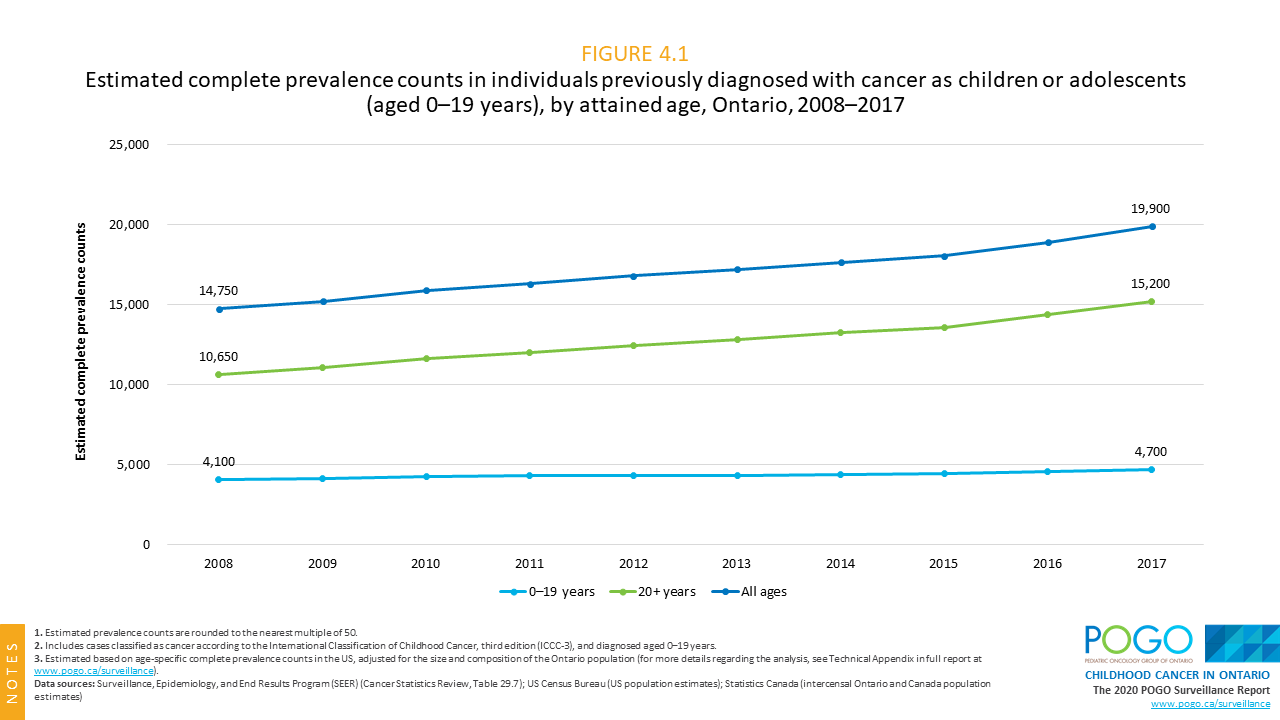 FIGURE 4.1
Estimated complete prevalence counts in individuals previously diagnosed with cancer as children or adolescents
(aged 0–19 years), by attained age, Ontario, 2008–2017
Estimated complete prevalence counts
25,000
20,000
15,000
10,000
5,000
0
14,750
19,900
10,650
15,200
4,100
4,700
2008 2009 2010 2011 2012 2013 2014 2015 2016 2017
0–19 years 20+ years All ages
NOTES
1. Estimated prevalence counts are rounded to the nearest multiple of 50.
2. Includes cases classified as cancer according to the International Classification of Childhood Cancer, third edition (ICCC-3), and diagnosed aged 0–19 years.
3. Estimated based on age-specific complete prevalence counts in the US, adjusted for the size and composition of the Ontario population (for more details regarding the analysis, see Technical Appendix in full report at
www.pogo.ca/surveillance).
Data sources: Surveillance, Epidemiology, and End Results Program (SEER) (Cancer Statistics Review, Table 29.7); US Census Bureau (US population estimates); Statistics Canada (intercensal Ontario and Canada population
estimates)
POGO
PEDIATRIC ONCOLOGY GROUP OF ONTARIO
CHILDHOOD CANCER IN ONTARIO
The 2020 POGO Surveillance Report
www.pogo.ca/surveillance